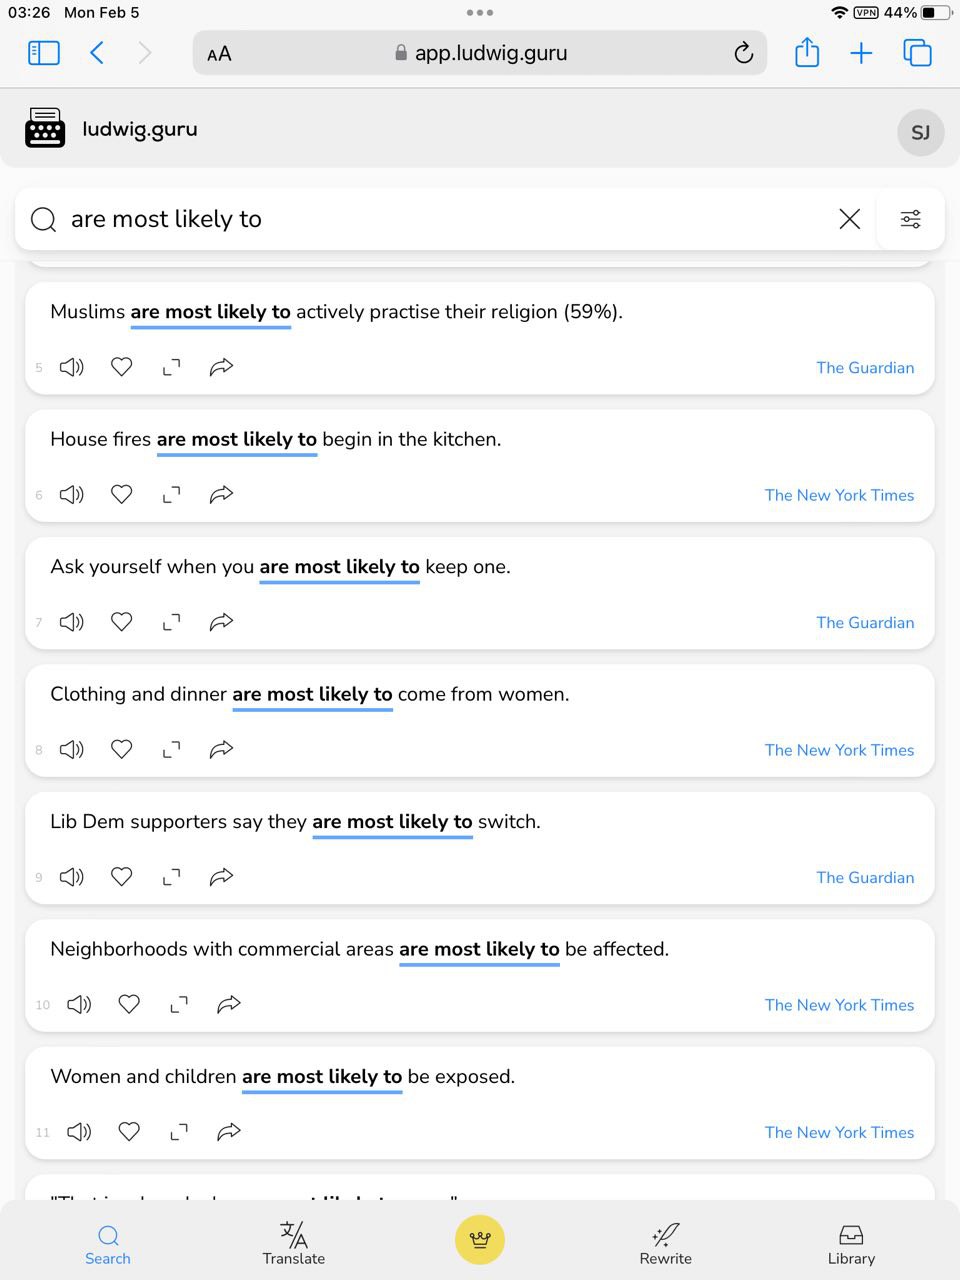 03:26 Mon Feb 5
VPN 44%
AA app.ludwig.guru
ludwig.guru
SJ
are most likely to
Muslims are most likely to actively practise their religion (59%).
5 The Guardian
House fires are most likely to begin in the kitchen.
6 The New York Times
Ask yourself when you are most likely to keep one.
7 The Guardian
Clothing and dinner are most likely to come from women.
8 The New York Times
Lib Dem supporters say they are most likely to switch.
9 The Guardian
Neighborhoods with commercial areas are most likely to be affected.
10 The New York Times
Women and children are most likely to be exposed.
11 The New York Times
Search
Translate
Rewrite
Library